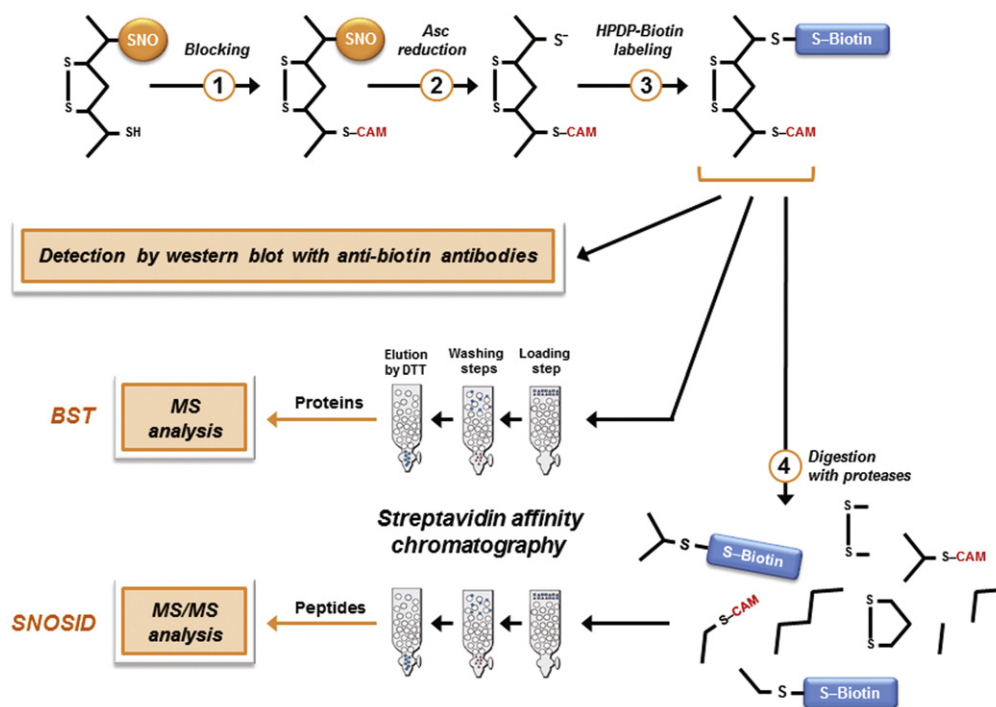 SNO
Blocking
1
S
S
SH
SNO
Asc
reduction
2
S
S
S–CAM
S⁻
HPDP-Biotin
labeling
3
S
S
S–CAM
S
S–Biotin
S
S
S–CAM
Detection by western blot with anti-biotin antibodies
BST
MS
analysis
Proteins
Elution
by DTT
Washing
steps
Loading
step
4
Digestion
with proteases
Streptavidin affinity
chromatography
S
S–Biotin
S
S
S–CAM
S–CAM
S
S
S
S–Biotin
SNOSID
MS/MS
analysis
Peptides